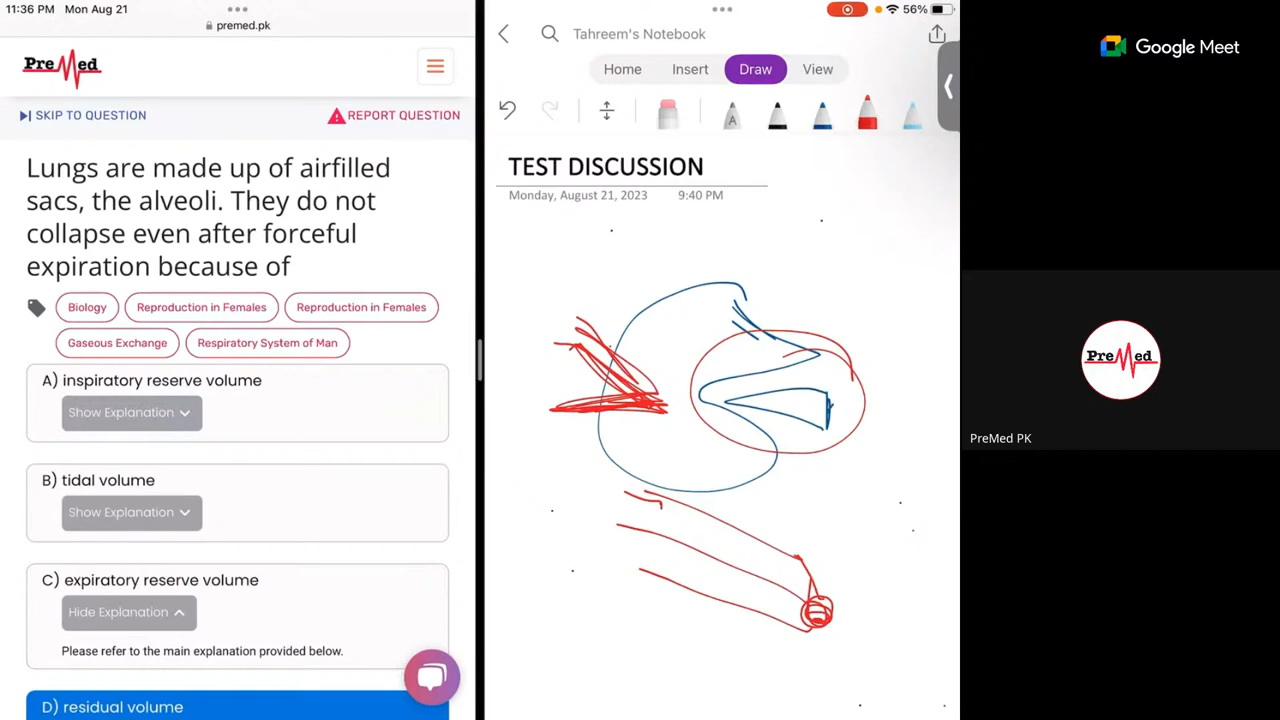 11:36 PM Mon Aug 21
premed.pk
PreMed
SKIP TO QUESTION
REPORT QUESTION
Lungs are made up of airfilled
sacs, the alveoli. They do not
collapse even after forceful
expiration because of
Biology
Reproduction in Females
Reproduction in Females
Gaseous Exchange
Respiratory System of Man
A) inspiratory reserve volume
Show Explanation
B) tidal volume
Show Explanation
C) expiratory reserve volume
Hide Explanation
Please refer to the main explanation provided below.
D) residual volume
56%
Tahreem's Notebook
Home Insert Draw View
A
TEST DISCUSSION
Monday, August 21, 2023 9:40 PM
Google Meet
PreMed
PreMed PK